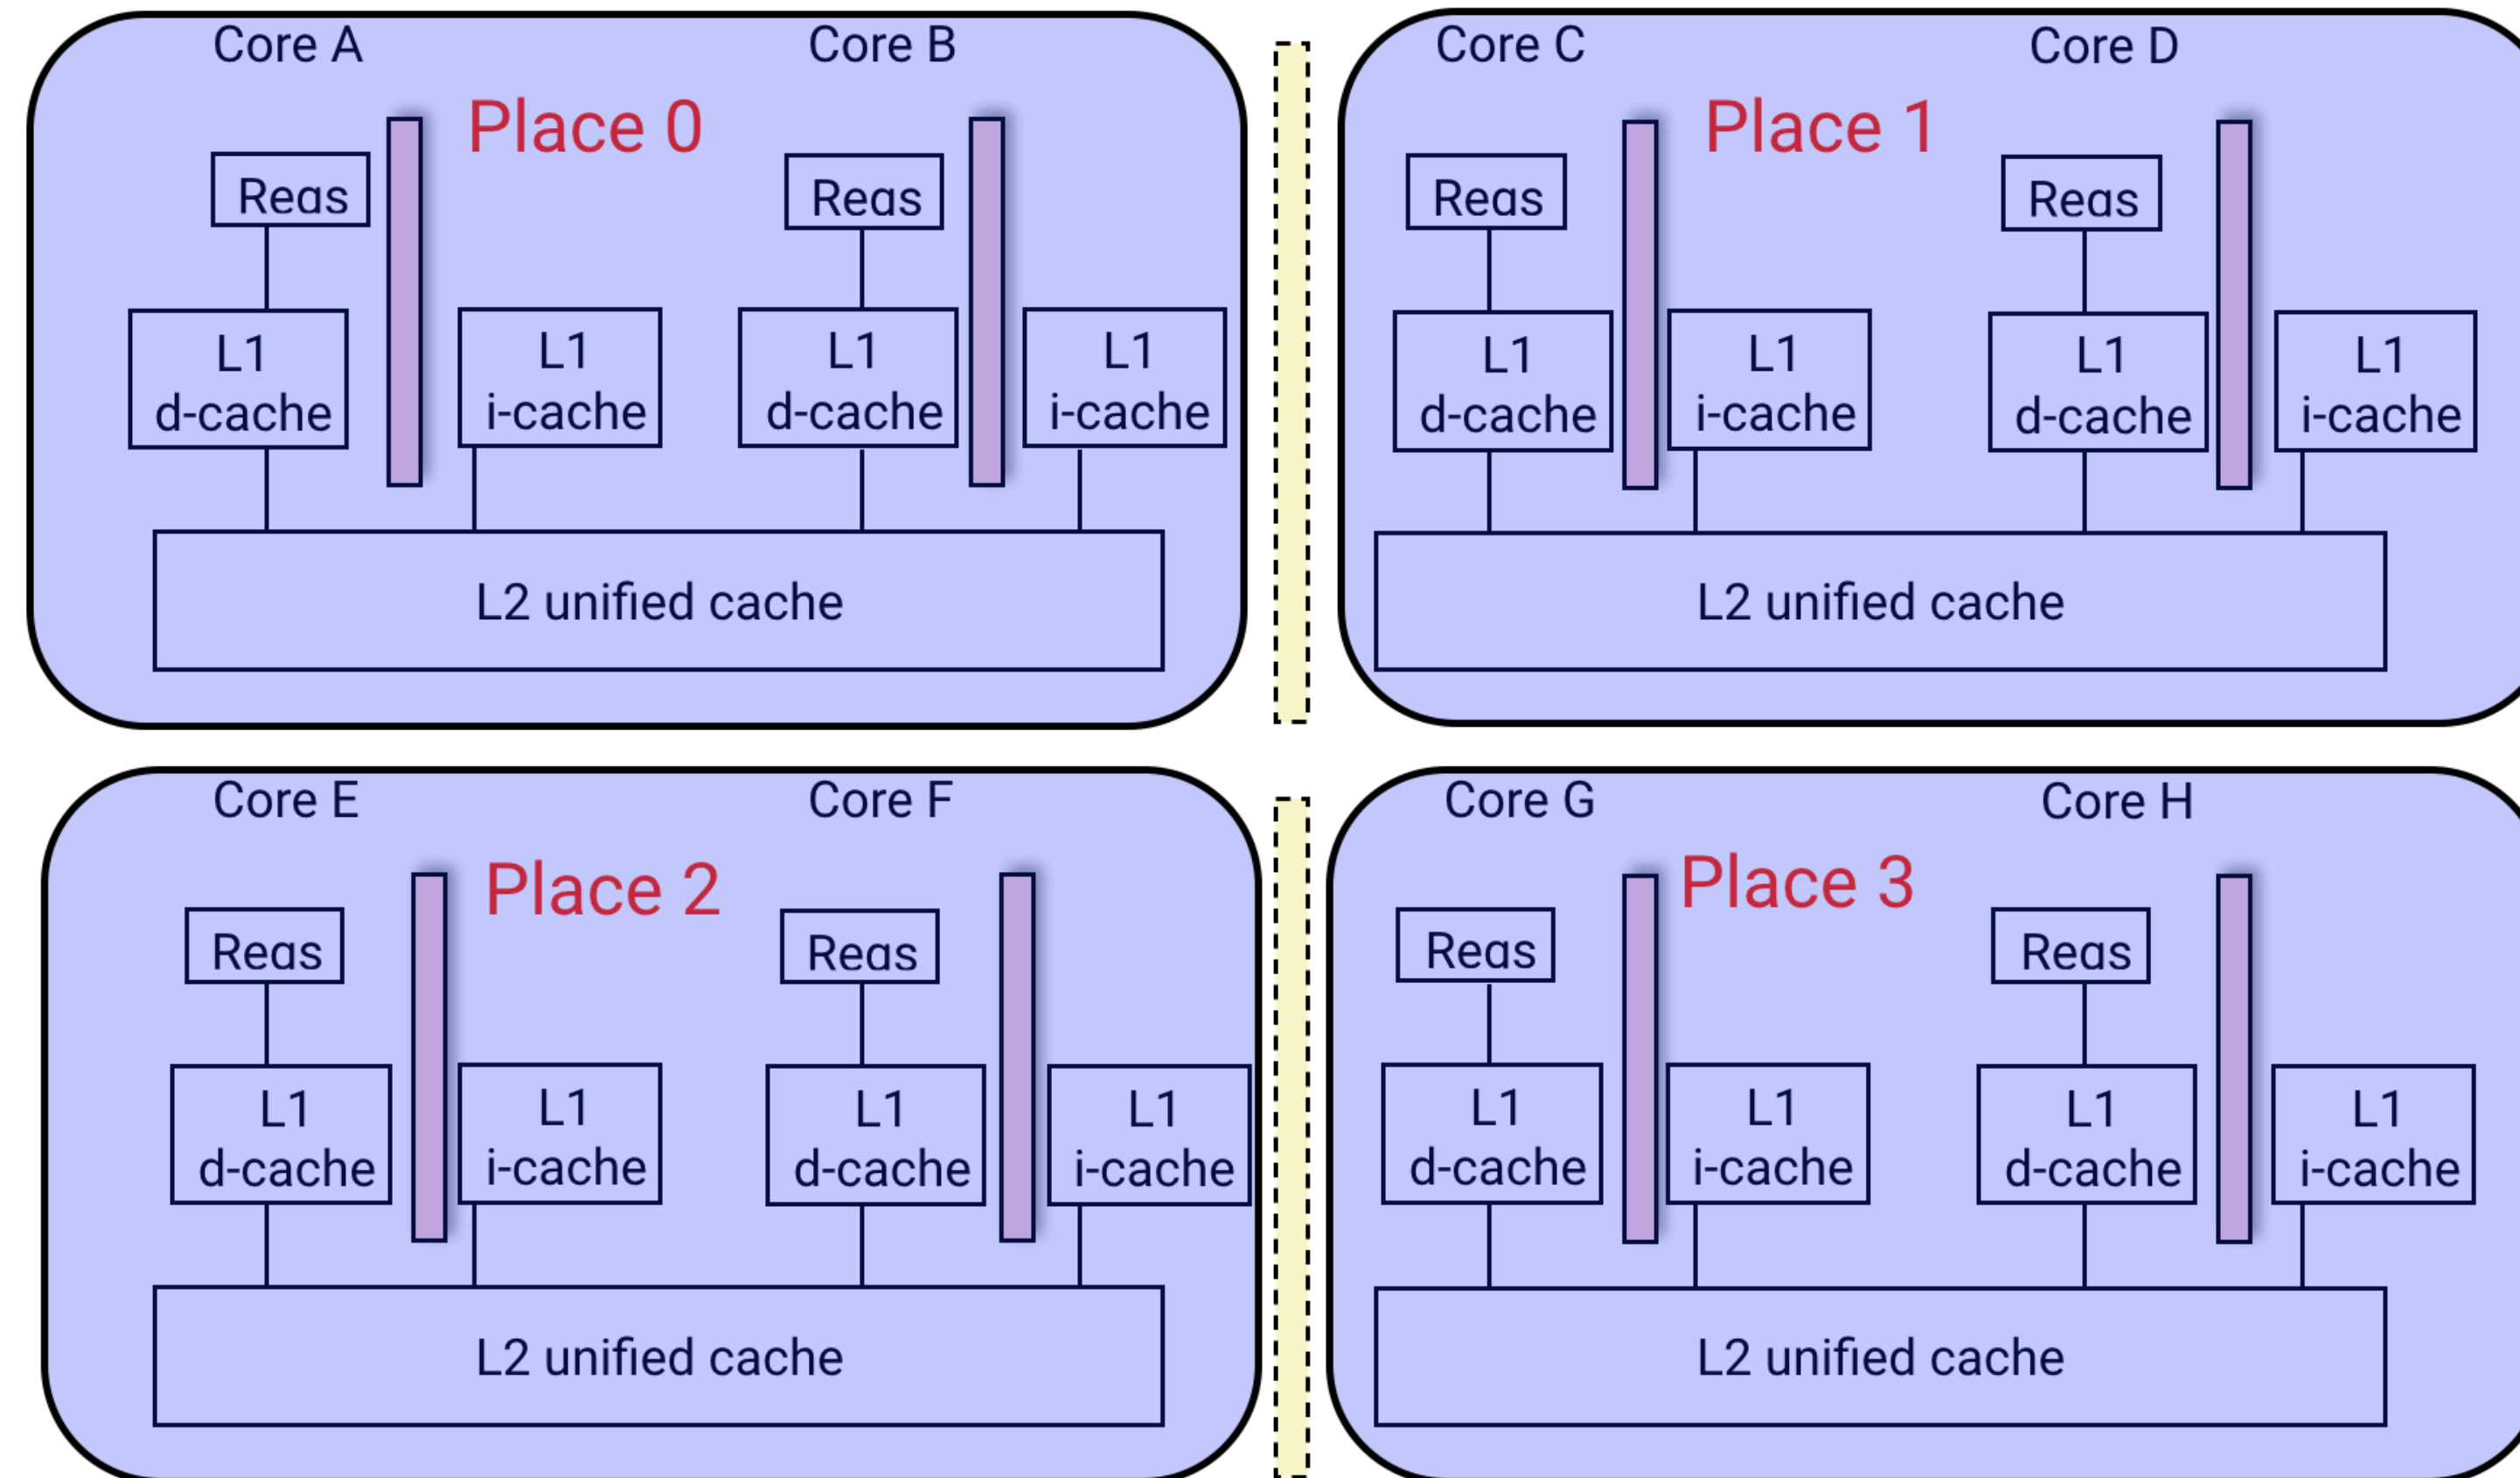 Core A
Core B
Core C
Core D
Place 0
Place 1
Regs
Regs
Regs
Regs
L1
d-cache
L1
i-cache
L1
d-cache
L1
i-cache
L1
d-cache
L1
i-cache
L1
d-cache
L1
i-cache
L2 unified cache
L2 unified cache
Core E
Core F
Core G
Core H
Place 2
Place 3
Regs
Regs
Regs
Regs
L1
d-cache
L1
i-cache
L1
d-cache
L1
i-cache
L1
d-cache
L1
i-cache
L1
d-cache
L1
i-cache
L2 unified cache
L2 unified cache